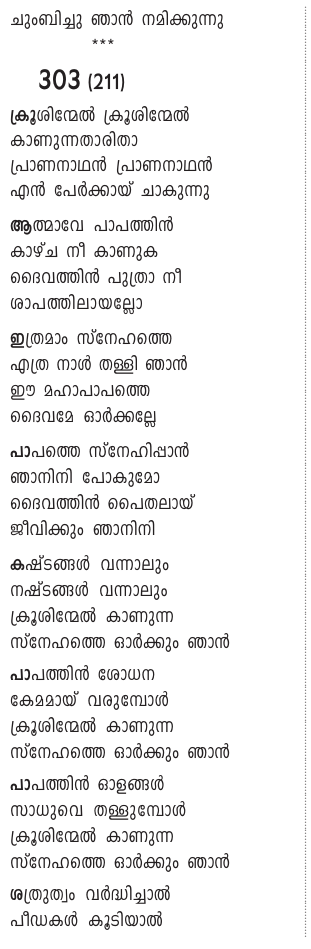 ചുംബിച്ചു ഞാൻ നമിക്കുന്നു
***
303 (211)
ക്രൂശിന്മേൽ ക്രൂശിന്മേൽ
കാണുന്നതാരിതാ
പ്രാണനാഥൻ പ്രാണനാഥൻ
എൻ പേർക്കായ് ചാകുന്നു
ആത്മാവേ പാപത്തിൻ
കാഴ്ച നീ കാണുക
ദൈവത്തിൻ പുത്രാ നീ
ശാപത്തിലായല്ലോ
ഇത്രമാം സ്നേഹത്തെ
എത്ര നാൾ തള്ളി ഞാൻ
ഈ മഹാപാപത്തെ
ദൈവമേ ഓർക്കല്ലേ
പാപത്തെ സ്നേഹിപ്പാൻ
ഞാനിനി പോകുമോ
ദൈവത്തിൻ പൈതലായ്
ജീവിക്കും ഞാനിനി
കഷ്ടങ്ങൾ വന്നാലും
നഷ്ടങ്ങൾ വന്നാലും
ക്രൂശിന്മേൽ കാണുന്ന
സ്നേഹത്തെ ഓർക്കും ഞാൻ
പാപത്തിൻ ശോധന
കേമമായ് വരുമ്പോൾ
ക്രൂശിന്മേൽ കാണുന്ന
സ്നേഹത്തെ ഓർക്കും ഞാൻ
പാപത്തിൻ ഓളങ്ങൾ
സാധുവെ തള്ളുമ്പോൾ
ക്രൂശിന്മേൽ കാണുന്ന
സ്നേഹത്തെ ഓർക്കും ഞാൻ
ശത്രുത്വം വർദ്ധിച്ചാൽ
പീഡകൾ കൂടിയാൽ